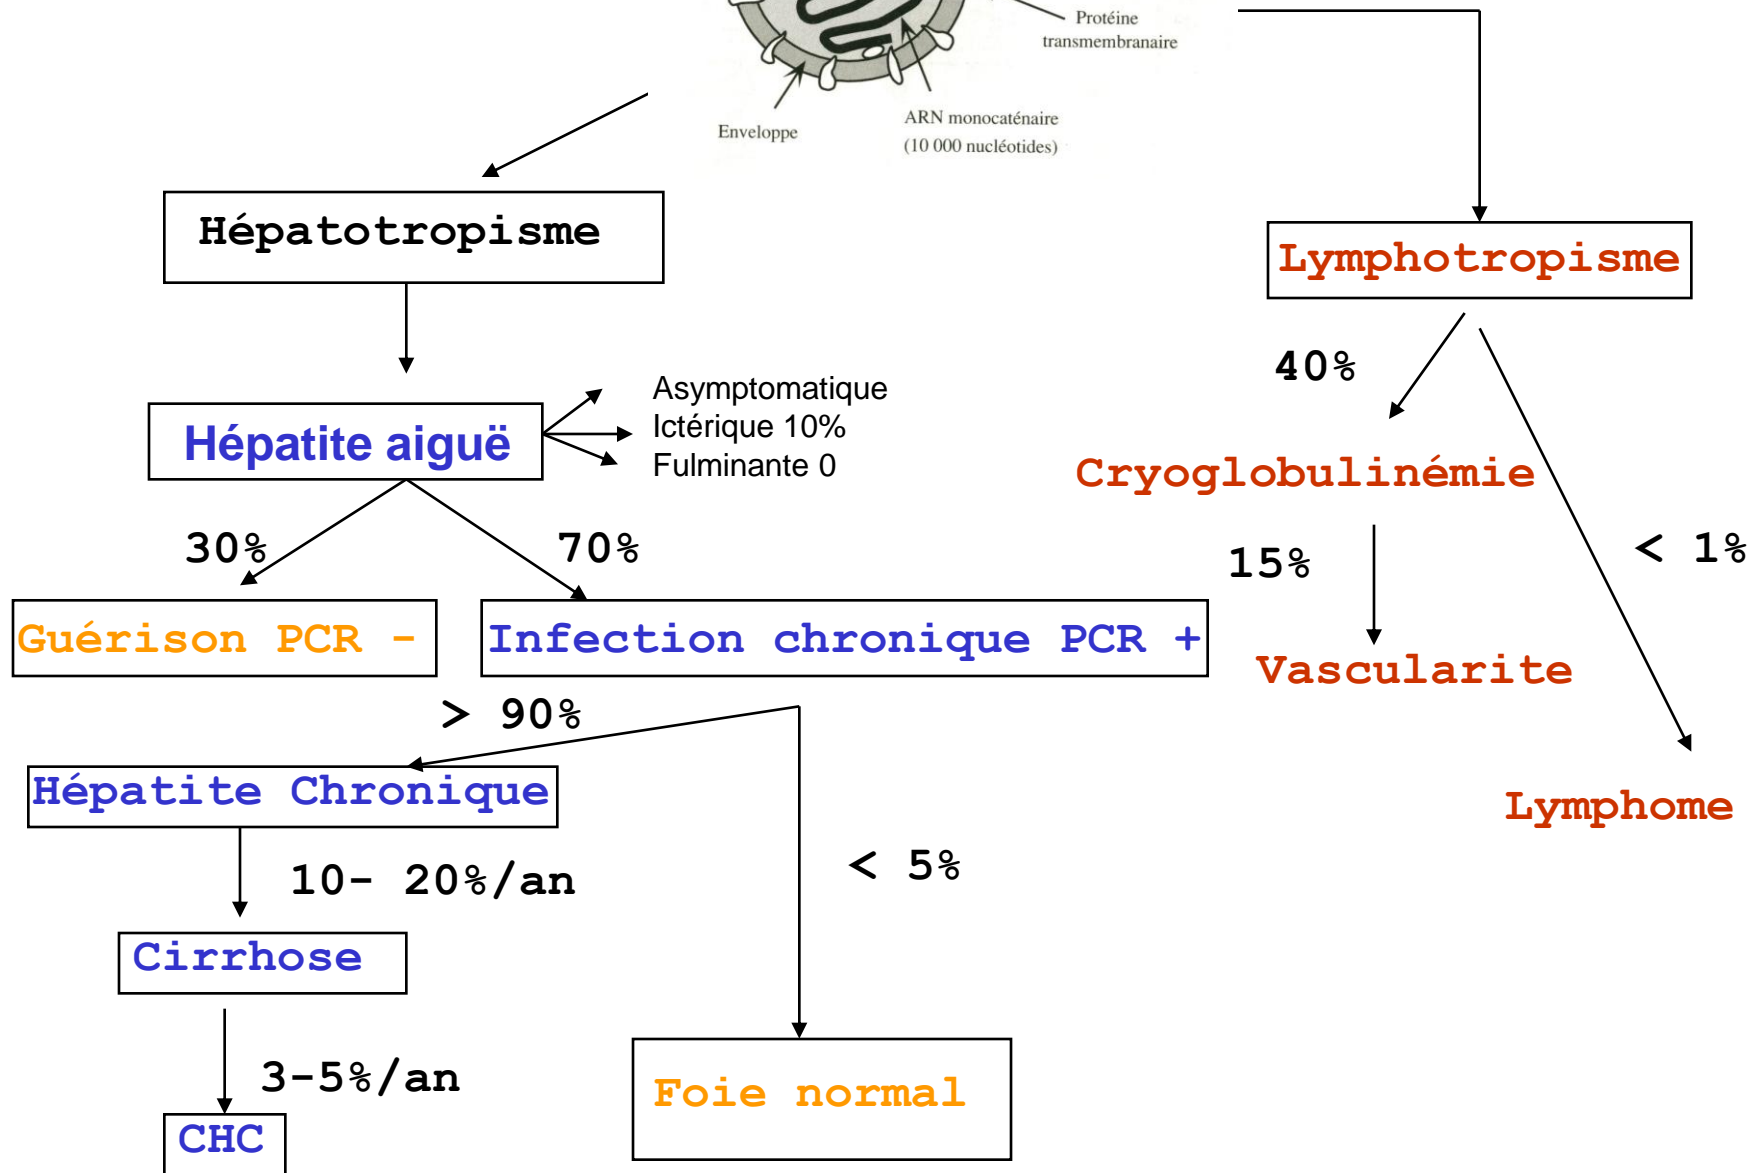 Protéine
transmembranaire
ARN monocaténaire
(10 000 nucléotides)
Enveloppe
Hépatotropisme
Lymphotropisme
40%
Asymptomatique
Ictérique 10%
Fulminante 0
Hépatite aiguë
Cryoglobulinémie
30%
70%
15%
< 1%
Guérison PCR -
Infection chronique PCR +
Vascularite
> 90%
Hépatite Chronique
Lymphome
10- 20%/an
< 5%
Cirrhose
3-5%/an
Foie normal
CHC